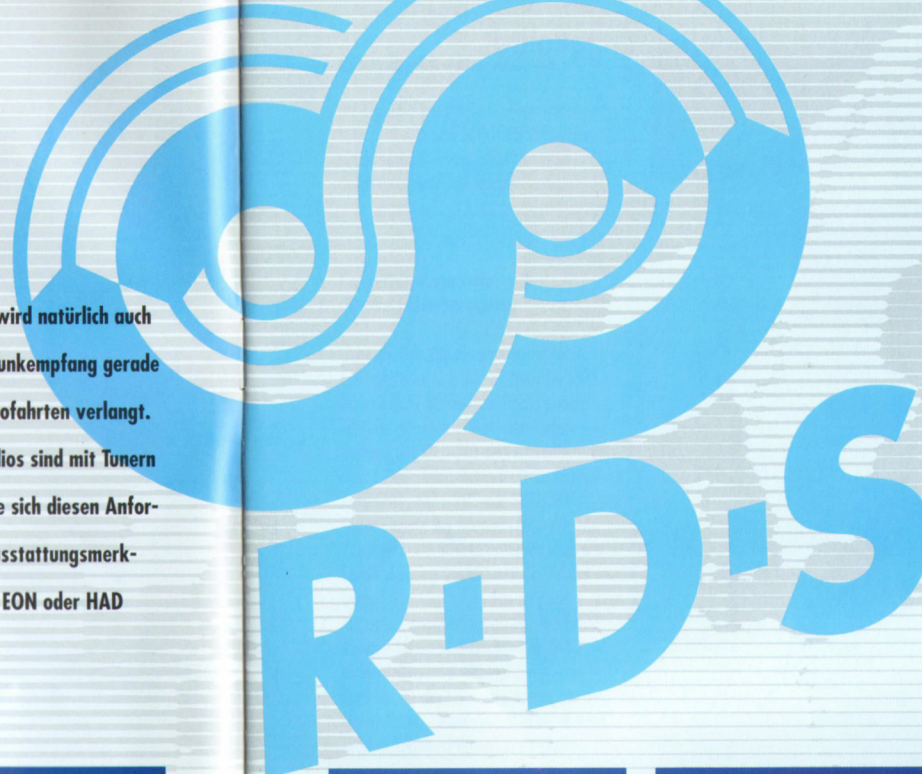 wird natürlich auch
unkempfang gerade
ofahrten verlangt.
ios sind mit Tunern
e sich diesen Anfor-
sstattungsmerk-
EON oder HAD
R·D·S